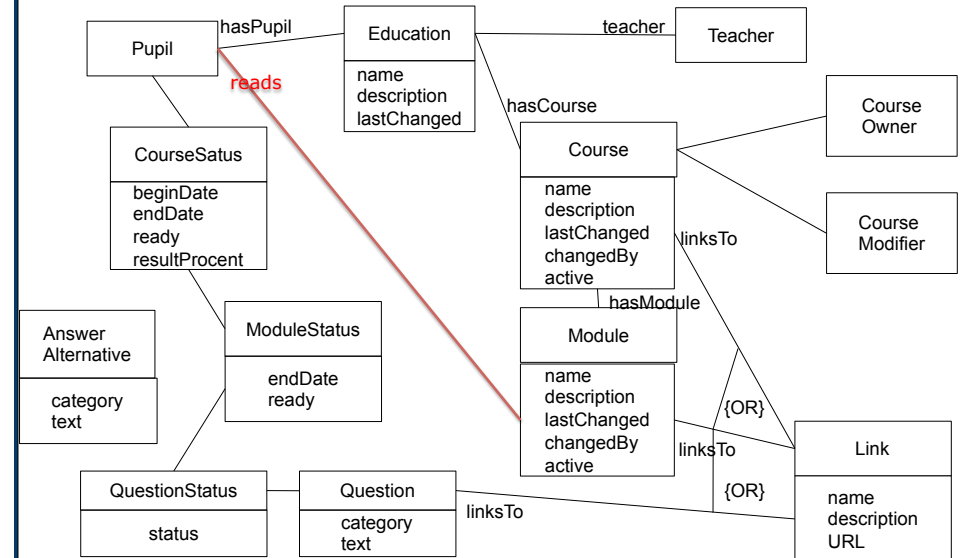 Pupil
hasPupil
reads
Education
name
description
lastChanged
teacher
Teacher
hasCourse
Course
name
description
lastChanged
changedBy
active
Course
Owner
Course
Modifier
linksTo
CourseSatus
beginDate
endDate
ready
resultProcent
hasModule
Module
name
description
lastChanged
changedBy
active
Answer
Alternative
category
text
ModuleStatus
endDate
ready
{OR}
linksTo
{OR}
Link
name
description
URL
QuestionStatus
status
Question
category
text
linksTo